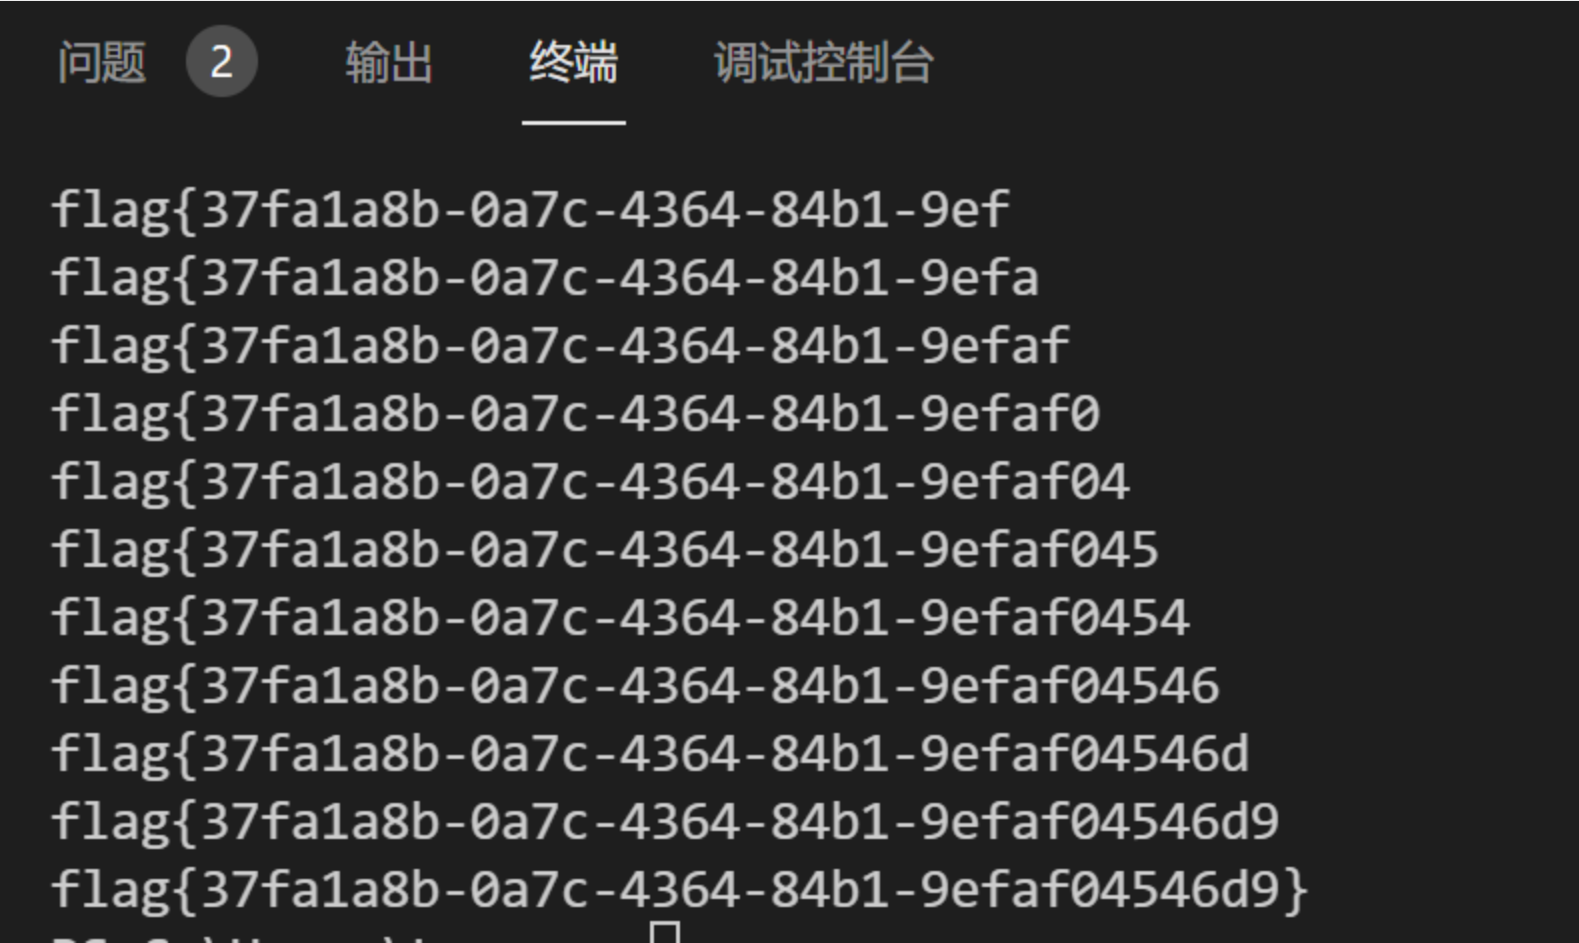 问题 2 输出 终端 调试控制台
flag{37fa1a8b-0a7c-4364-84b1-9ef
flag{37fa1a8b-0a7c-4364-84b1-9efa
flag{37fa1a8b-0a7c-4364-84b1-9efaf
flag{37fa1a8b-0a7c-4364-84b1-9efaf0
flag{37fa1a8b-0a7c-4364-84b1-9efaf04
flag{37fa1a8b-0a7c-4364-84b1-9efaf045
flag{37fa1a8b-0a7c-4364-84b1-9efaf0454
flag{37fa1a8b-0a7c-4364-84b1-9efaf04546
flag{37fa1a8b-0a7c-4364-84b1-9efaf04546d
flag{37fa1a8b-0a7c-4364-84b1-9efaf04546d9
flag{37fa1a8b-0a7c-4364-84b1-9efaf04546d9}